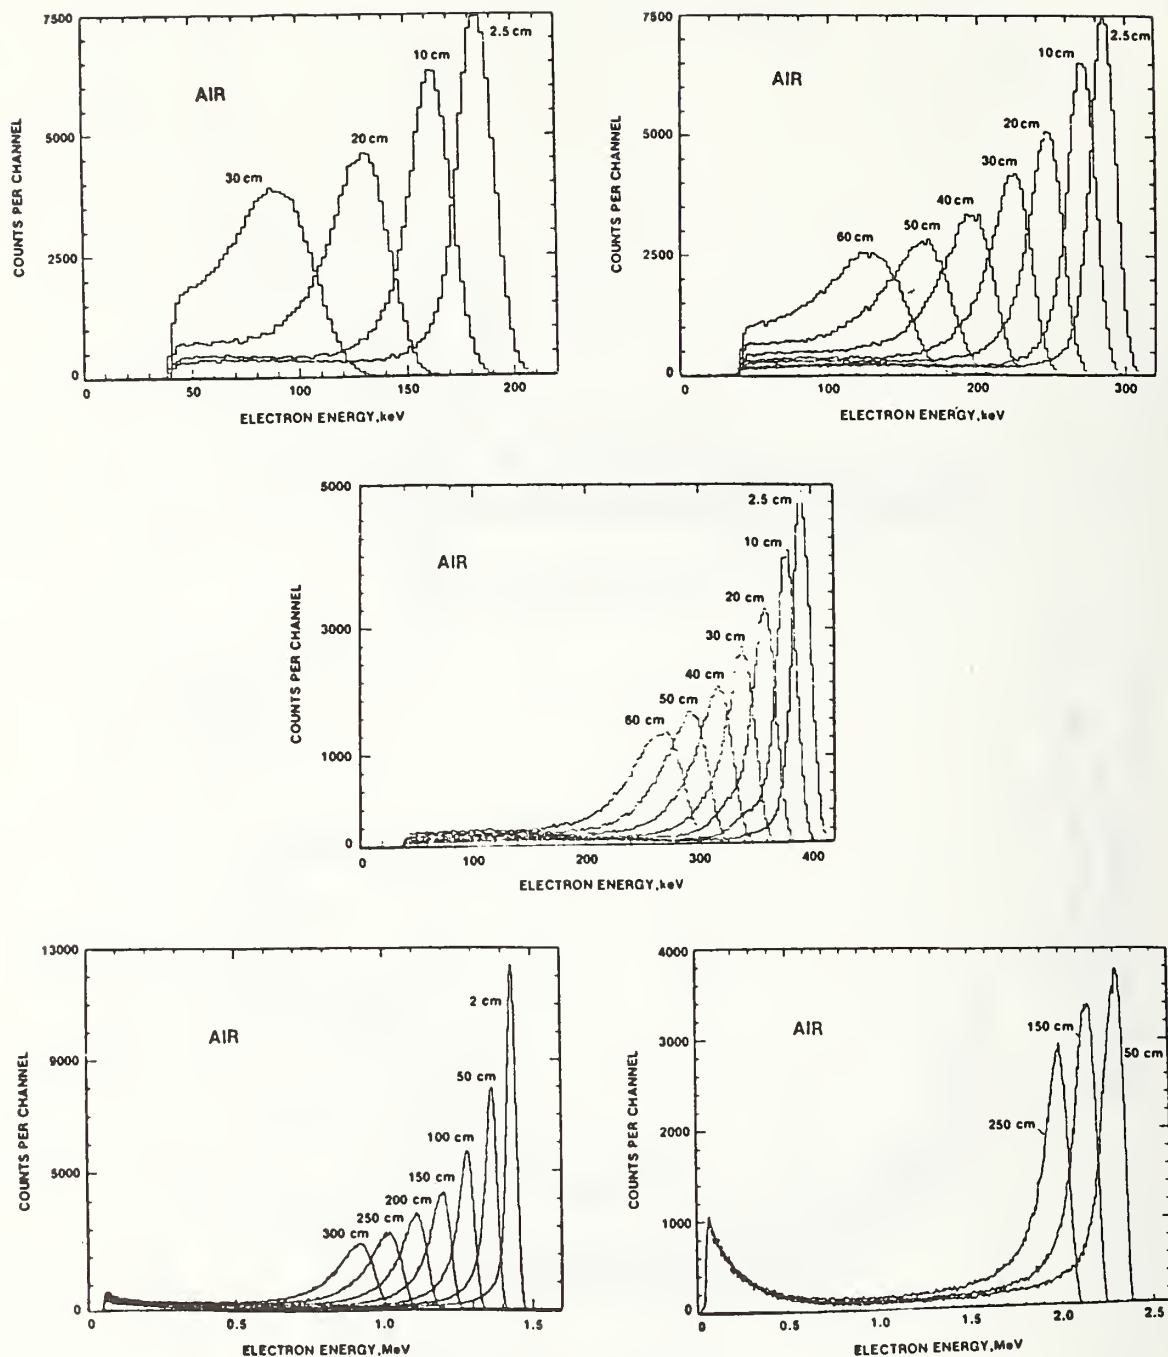 7500
5000
2500
0
COUNTS PER CHANNEL
AIR
30 cm
20 cm
10 cm
2.5 cm
50
100
150
200
ELECTRON ENERGY,keV
7500
5000
2500
0
COUNTS PER CHANNEL
AIR
60 cm
50 cm
40 cm
30 cm
20 cm
10 cm
2.5 cm
0
100
200
300
ELECTRON ENERGY,keV
5000
3000
1000
0
COUNTS PER CHANNEL
AIR
60 cm
50 cm
40 cm
30 cm
20 cm
10 cm
2.5 cm
0
100
200
300
400
ELECTRON ENERGY,keV
13000
9000
5000
0
COUNTS PER CHANNEL
AIR
300 cm
250 cm
200 cm
150 cm
100 cm
50 cm
2 cm
0
0.5
1.0
1.5
ELECTRON ENERGY,MeV
4000
3000
2000
1000
0
COUNTS PER CHANNEL
AIR
250 cm
150 cm
50 cm
0
0.5
1.0
2.0
2.5
ELECTRON ENERGY,MeV